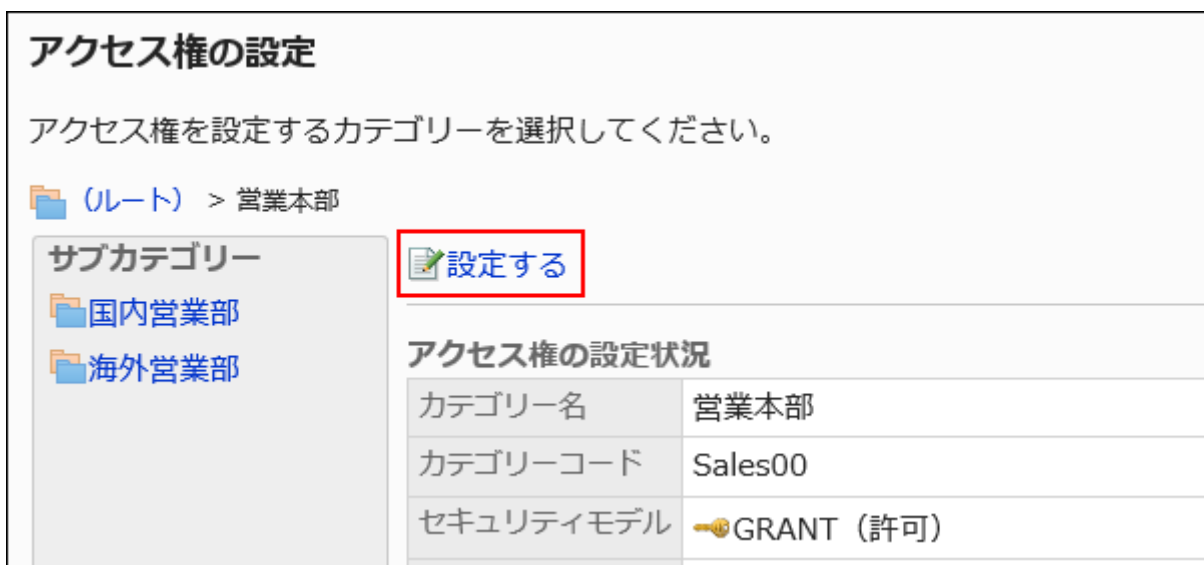 アクセス権の設定
アクセス権を設定するカテゴリーを選択してください。
（ルート） > 営業本部
サブカテゴリー
国内営業部
海外営業部
設定する
アクセス権の設定状況
カテゴリー名 営業本部
カテゴリーコード Sales00
セキュリティモデル GRANT（許可）